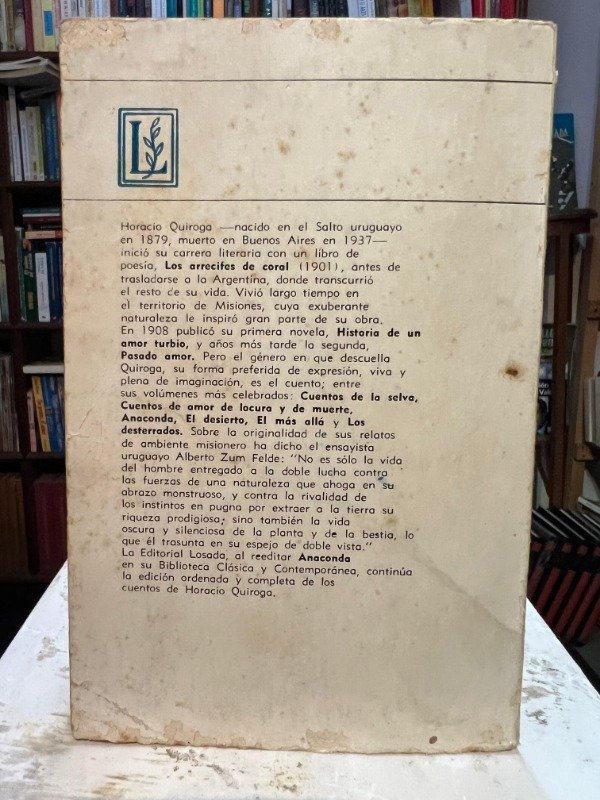 L
Horacio Quiroga —nacido en el Salto uruguayo
en 1879, muerto en Buenos Aires en 1937—
inició su carrera literaria con un libro de
poesía, Los arrecifes de coral (1901), antes de
trasladarse a la Argentina, donde transcurrió
el resto de su vida. Vivió largo tiempo en
el territorio de Misiones, cuya exuberante
naturaleza le inspiró gran parte de su obra.
En 1908 publicó su primera novela, Historia de un
amor turbio, y años más tarde la segunda,
Pasado amor. Pero el género en que descuella
Quiroga, su forma preferida de expresión, viva y
plena de imaginación, es el cuento; entre
sus volúmenes más celebrados: Cuentos de la selva,
Cuentos de amor de locura y de muerte,
Anaconda, El desierto, El más allá y Los
desterrados. Sobre la originalidad de sus relatos
de ambiente misionero ha dicho el ensayista
uruguayo Alberto Zum Felde: "No es sólo la vida
del hombre entregado a la doble lucha contra
las fuerzas de una naturaleza que ahoga en su
abrazo monstruoso, y contra la rivalidad de
los instintos en pugna por extraer a la tierra su
riqueza prodigiosa; sino también la vida
oscura y silenciosa de la planta y de la bestia, lo
que él trasunta en su espejo de doble vista."
La Editorial Losada, al reeditar Anaconda
en su Biblioteca Clásica y Contemporánea, continúa
la edición ordenada y completa de los
cuentos de Horacio Quiroga.